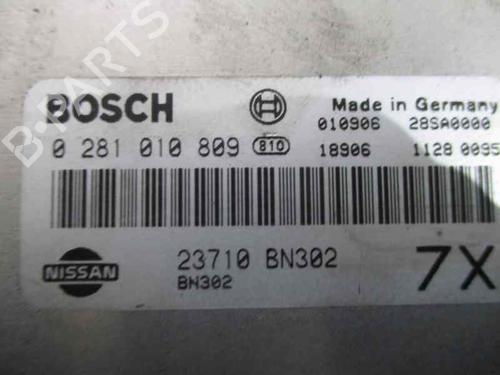 B-PARTS
BOSCH
Made in Germany
010906 28SA0000
0 281 010 809 810 18906 1128 0095
NISSAN
23710 BN302 7X
BN302